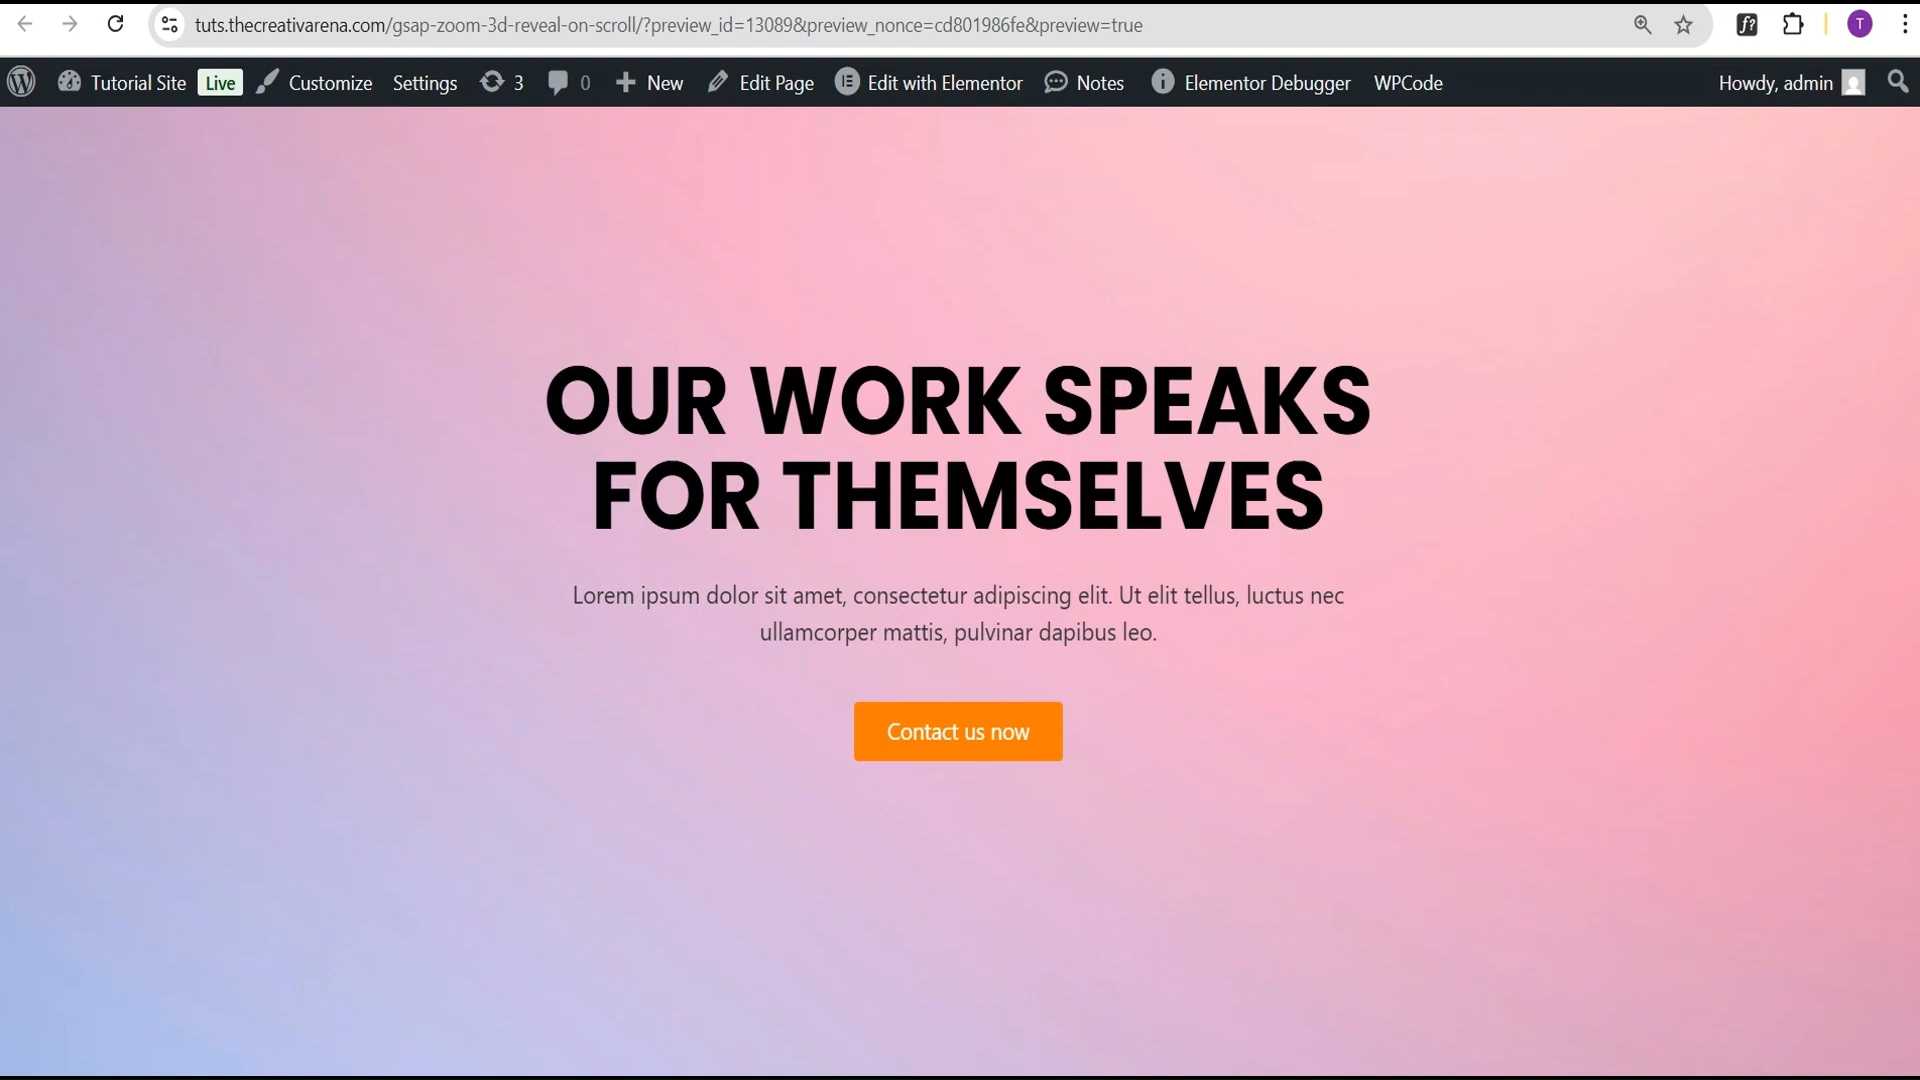 tuts.thecreativarena.com/gsap-zoom-3d-reveal-on-scroll/?preview_id=13089&preview_nonce=cd801986fe&preview=true
f?
T
Tutorial Site Live Customize Settings 3 0 New Edit Page Edit with Elementor Notes Elementor Debugger WPCode Howdy, admin
OUR WORK SPEAKS
FOR THEMSELVES
Lorem ipsum dolor sit amet, consectetur adipiscing elit. Ut elit tellus, luctus nec
ullamcorper mattis, pulvinar dapibus leo.
Contact us now